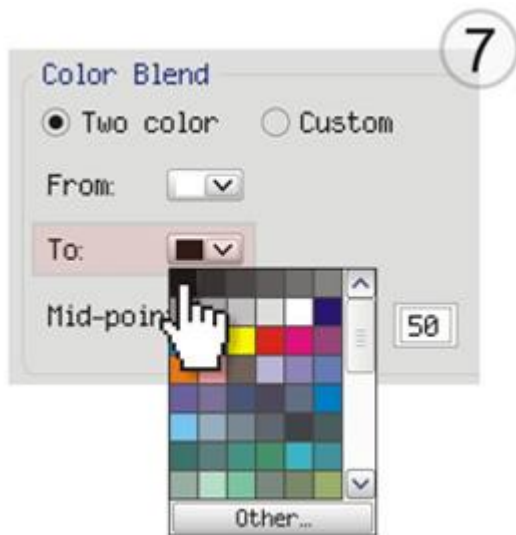 7
Color Blend
Two color Custom
From:
To:
Mid-poin
50
Other...